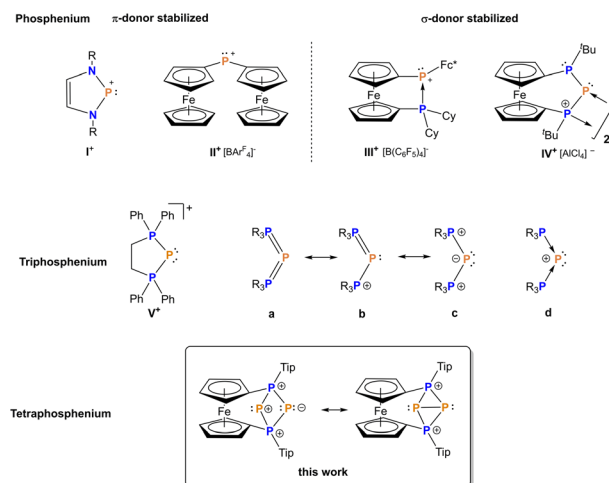 Phosphenium π-donor stabilized σ-donor stabilized
R
N
P + :
N
R
I+
P +
Fe Fe
II+ [BArF4]-
Fc*
P +
Fe
P
Cy
Cy
III+ [B(C6F5)4]-
tBu
P
P
Fe
P ⊕
tBu
2
IV+ [AlCl4] −
Triphosphenium
Ph Ph +
P
P
P
Ph Ph
V+
R3P
P
R3P
a
R3P
P:
R3P
⊕
b
⊕
R3P
⊖ P:
R3P
⊕
c
R3P
⊕ P:
R3P
d
Tetraphosphenium
Tip
P ⊕
Fe :P ⊕ P: ⊖
P ⊕
Tip
Tip
P ⊕
Fe :P P:
P ⊕
Tip
this work